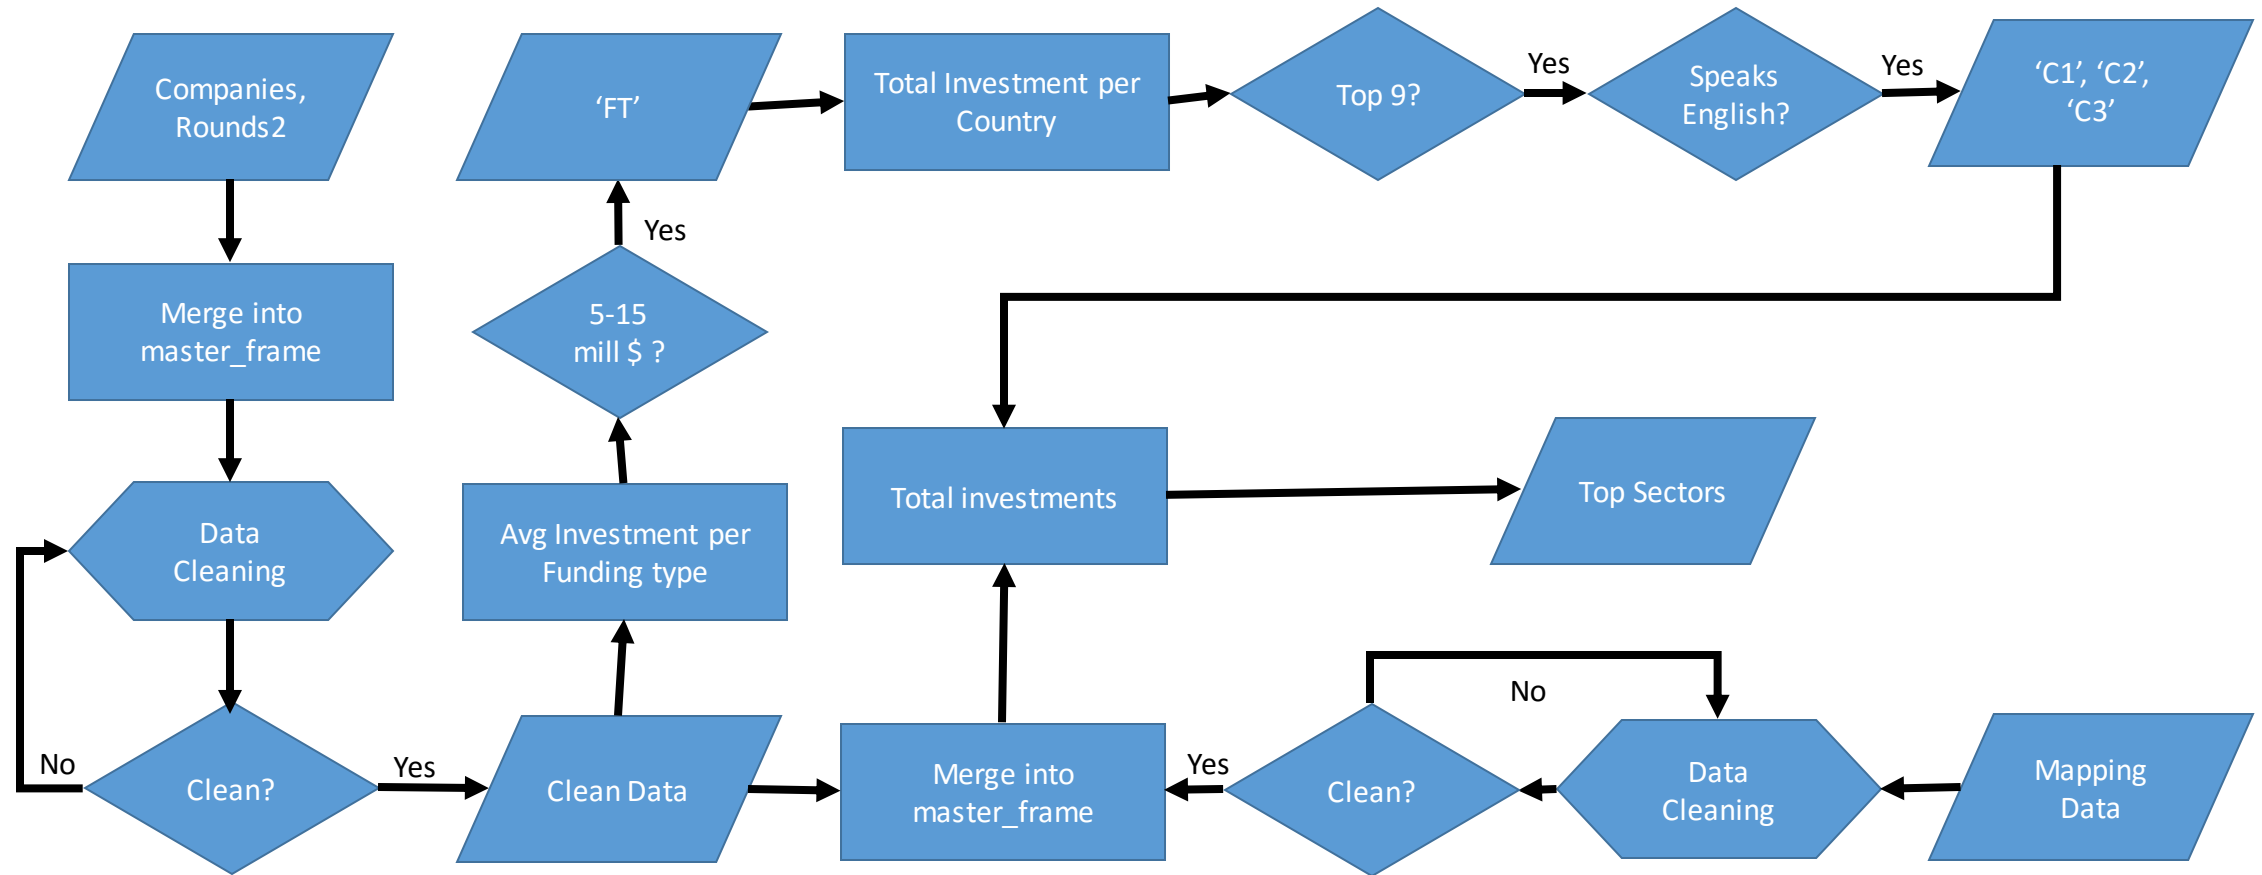 Companies,
Rounds2
‘FT’
Total Investment per
Country
Top 9?
Yes
Speaks
English?
Yes
‘C1’, ‘C2’,
‘C3’
Merge into
master_frame
Yes
5-15
mill $ ?
Data
Cleaning
Avg Investment per
Funding type
Total investments
Top Sectors
No
Clean?
Yes
Clean Data
Merge into
master_frame
Yes
Clean?
No
Data
Cleaning
Mapping
Data